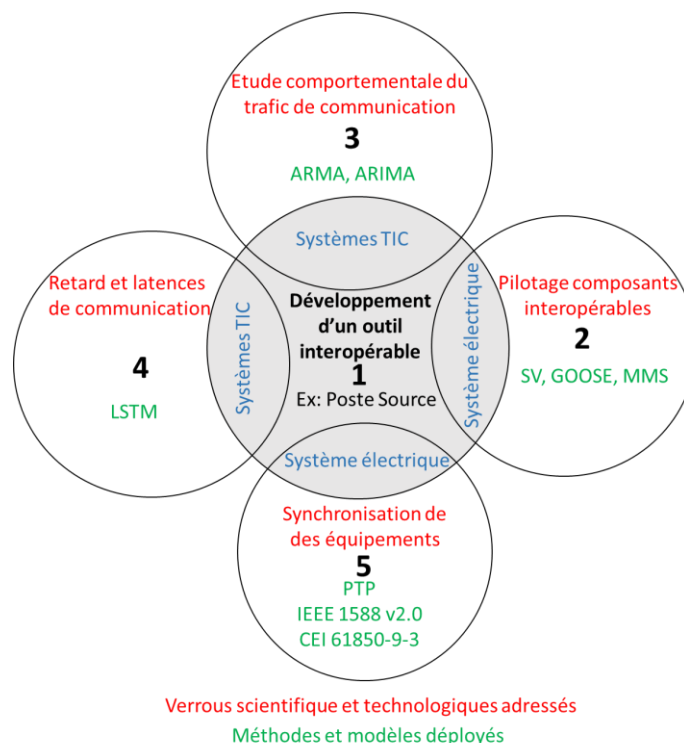 Etude comportementale du
trafic de communication
3
ARMA, ARIMA
Systèmes TIC
Retard et latences
de communication
4
LSTM
Systèmes TIC
Développement
d'un outil
interopérable
1
Ex: Poste Source
Système électrique
Pilotage composants
interopérables
2
SV, GOOSE, MMS
Système électrique
Synchronisation de
des équipements
5
PTP
IEEE 1588 v2.0
CEI 61850-9-3
Verrous scientifique et technologiques adressés
Méthodes et modèles déployés